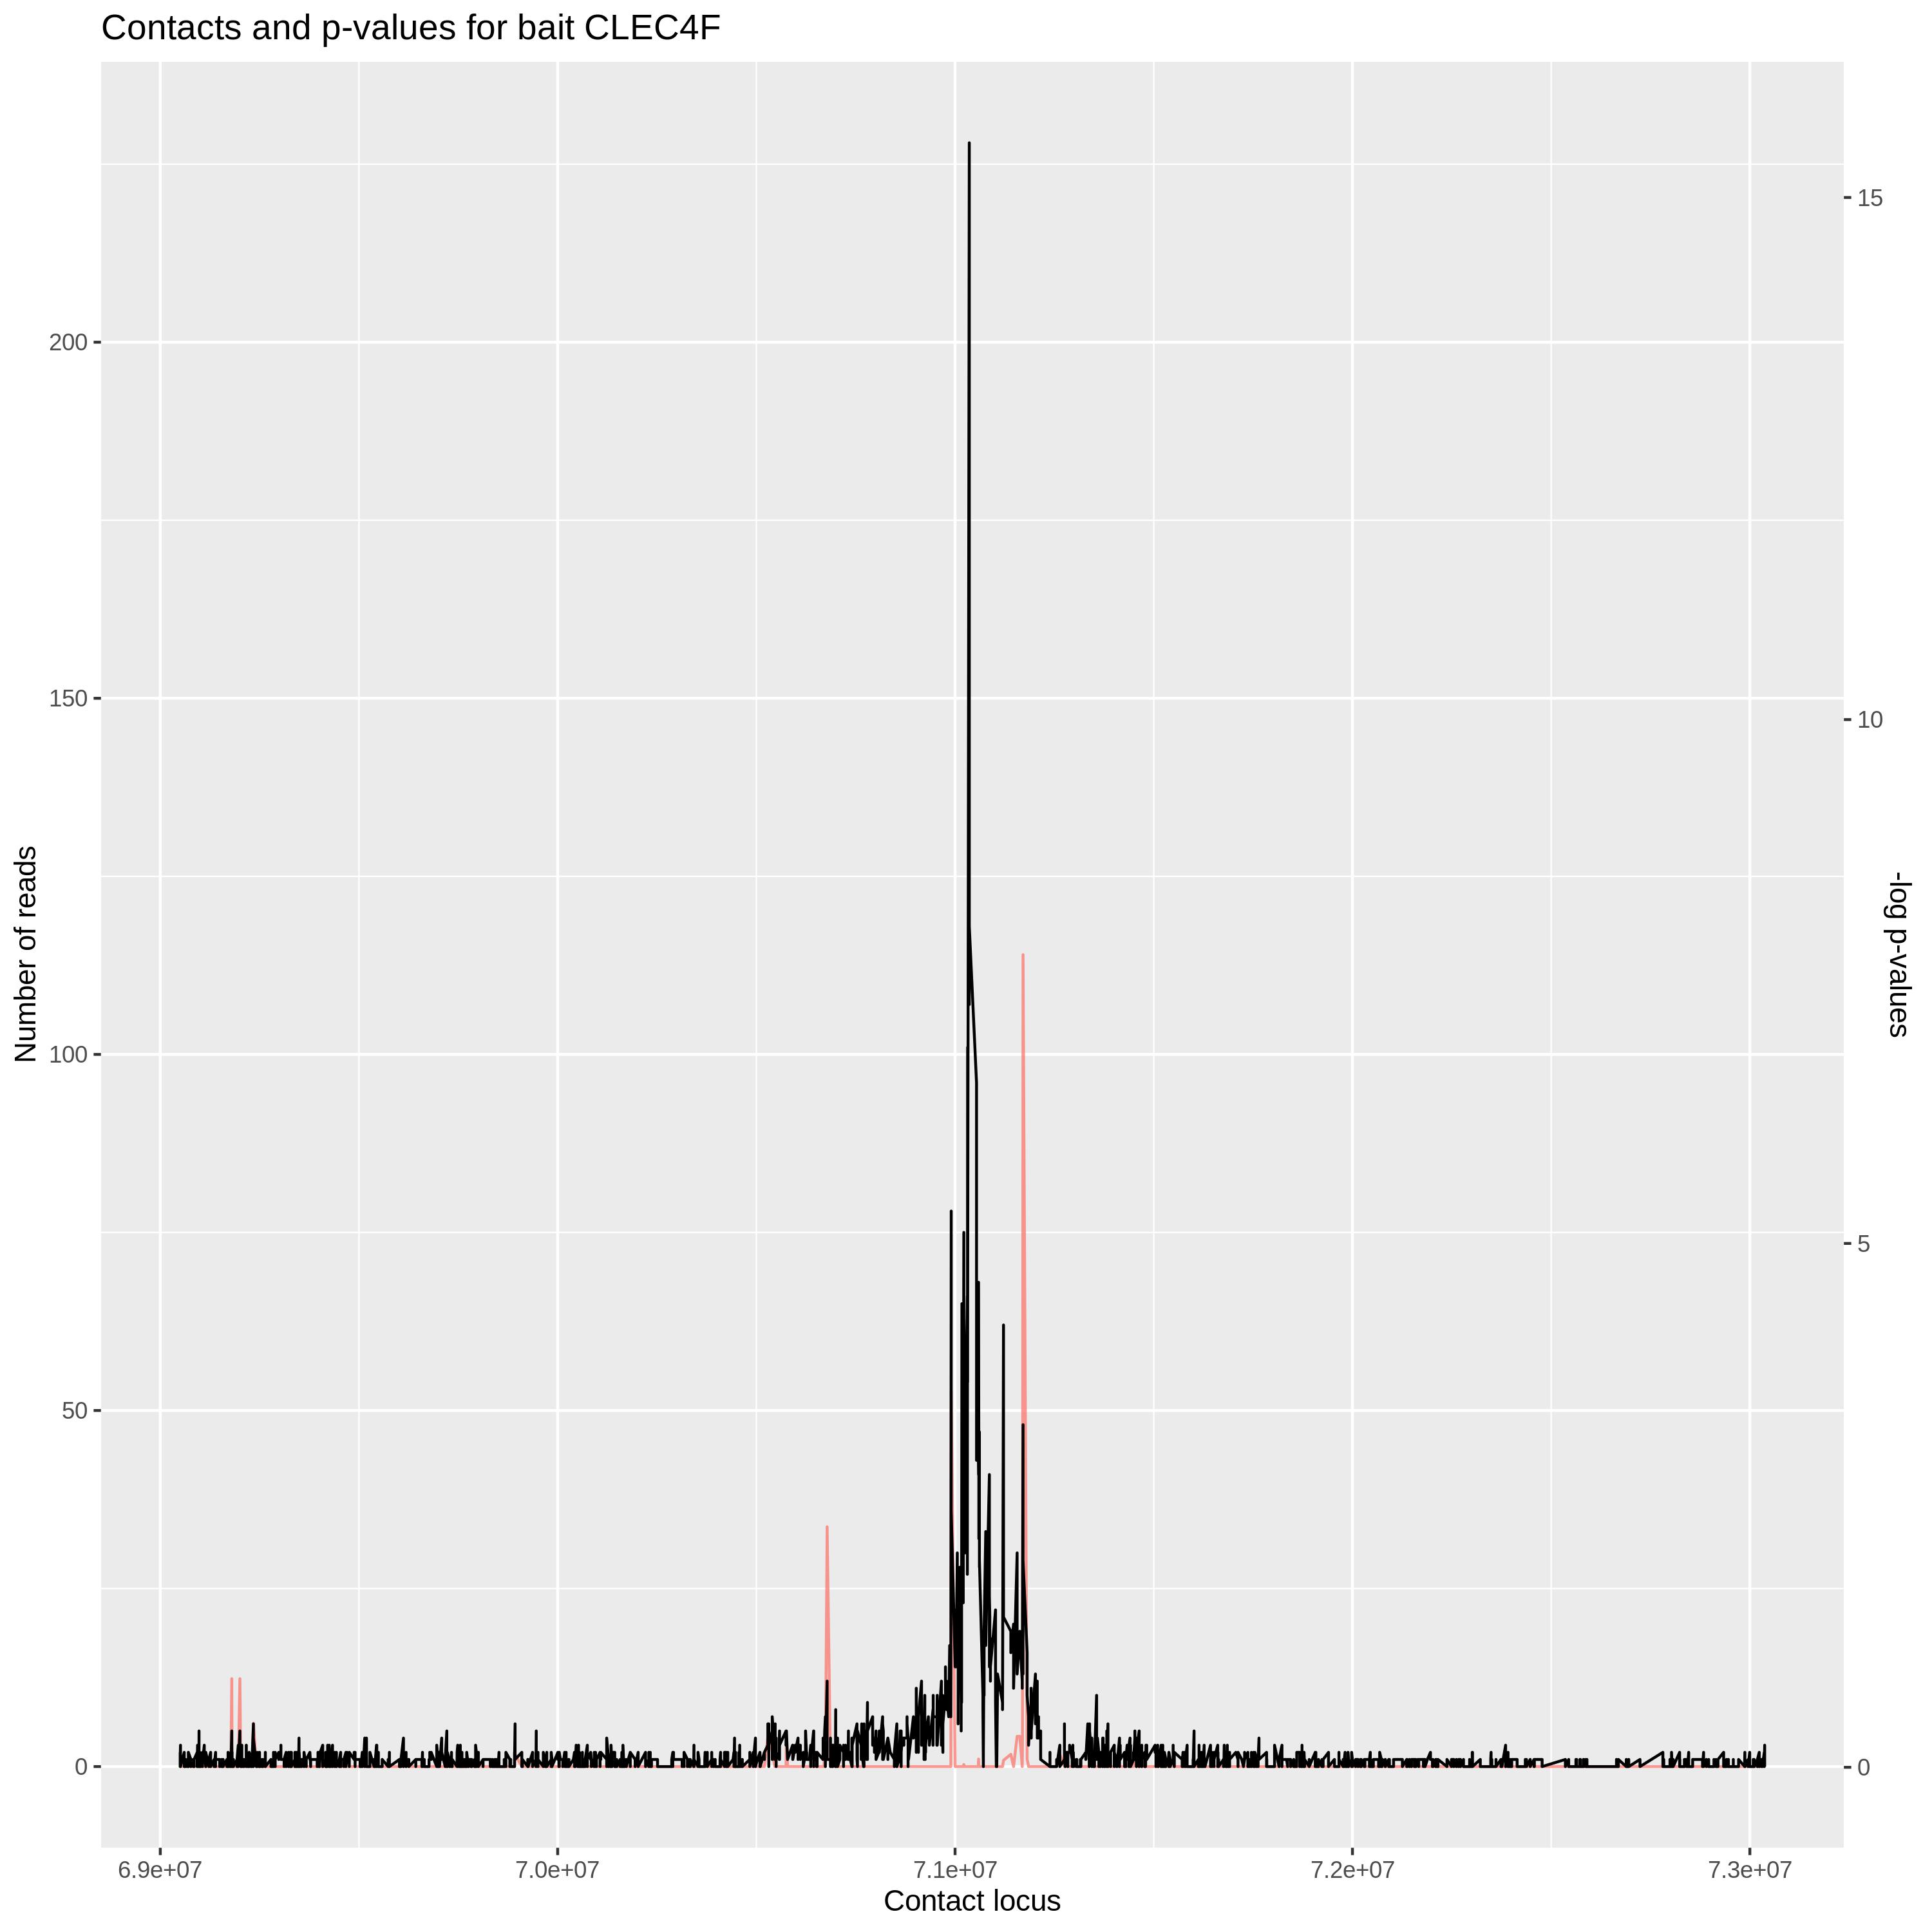 Contacts and p-values for bait CLEC4F
Number of reads
200
150
100
50
0
15
10
5
0
-log p-values
6.9e+07 7.0e+07 7.1e+07 7.2e+07 7.3e+07
Contact locus